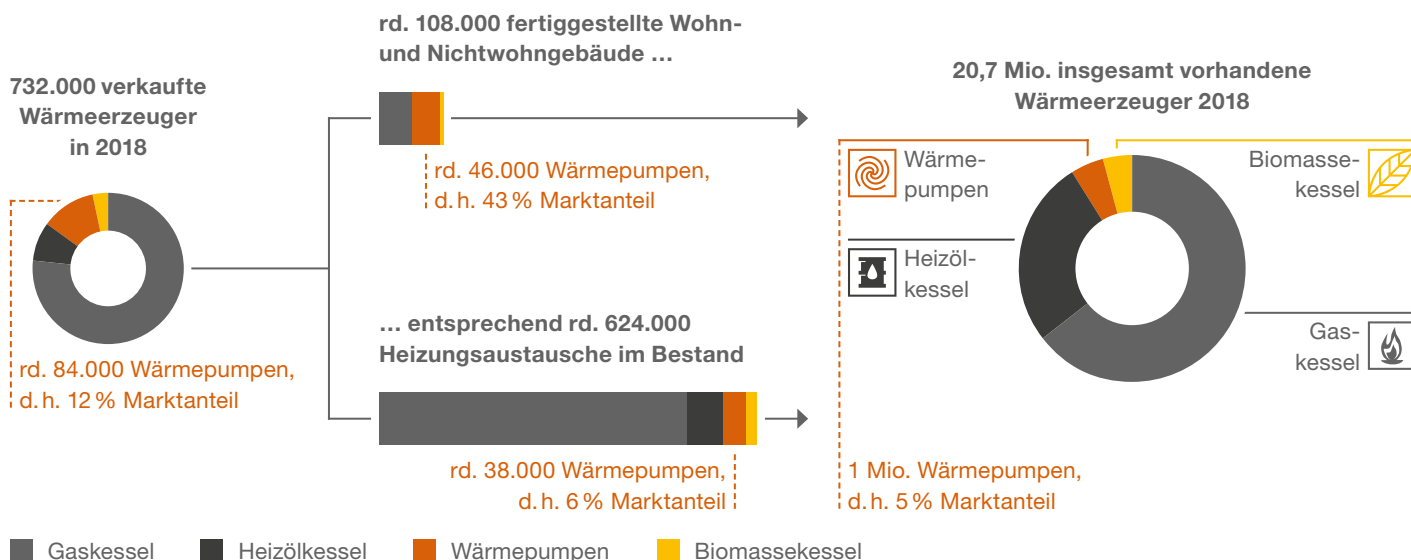 732.000 verkaufte
Wärmeerzeuger
in 2018
rd. 84.000 Wärmepumpen,
d. h. 12 % Marktanteil
rd. 108.000 fertiggestellte Wohn-
und Nichtwohngebäude ...
rd. 46.000 Wärmepumpen,
d. h. 43 % Marktanteil
... entsprechend rd. 624.000
Heizungsaustausche im Bestand
rd. 38.000 Wärmepumpen,
d. h. 6 % Marktanteil
20,7 Mio. insgesamt vorhandene
Wärmeerzeuger 2018
Wärme-
pumpen
Biomasse-
kessel
Heizöl-
kessel
Gas-
kessel
1 Mio. Wärmepumpen,
d. h. 5 % Marktanteil
Gaskessel
Heizölkessel
Wärmepumpen
Biomassekessel